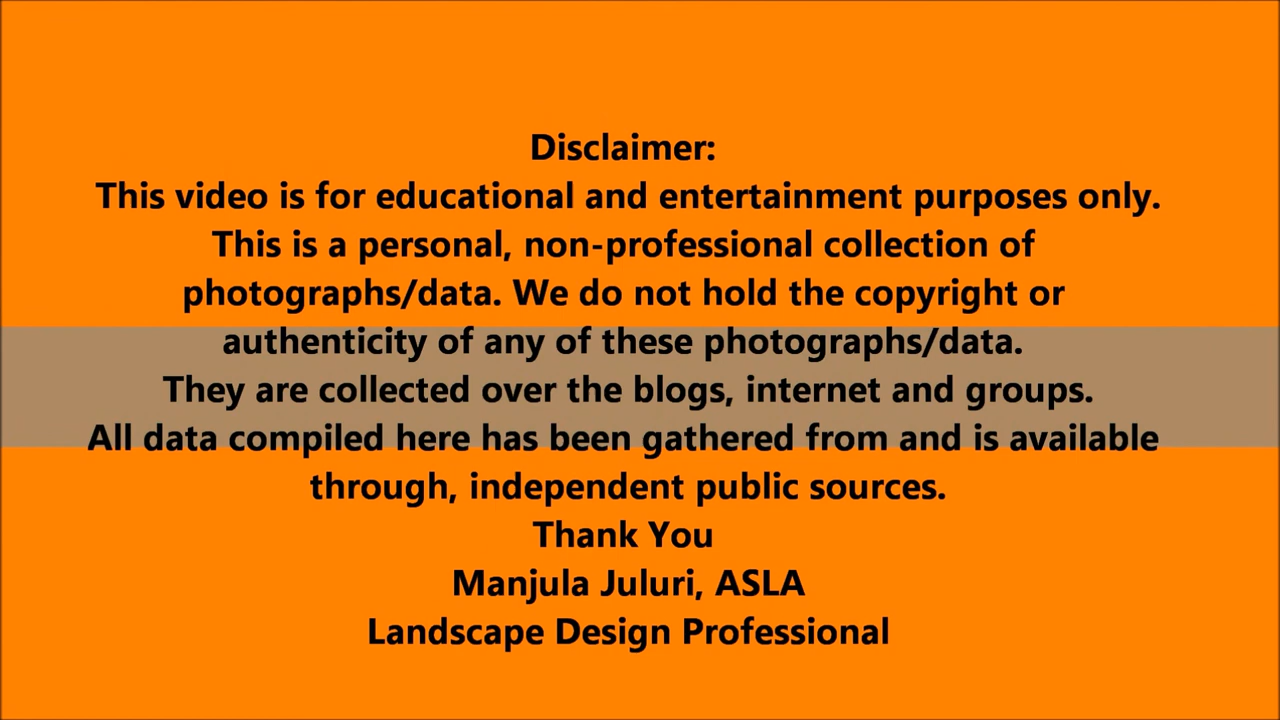 Disclaimer:
This video is for educational and entertainment purposes only.
This is a personal, non-professional collection of
photographs/data. We do not hold the copyright or
authenticity of any of these photographs/data.
They are collected over the blogs, internet and groups.
All data compiled here has been gathered from and is available
through, independent public sources.
Thank You
Manjula Juluri, ASLA
Landscape Design Professional